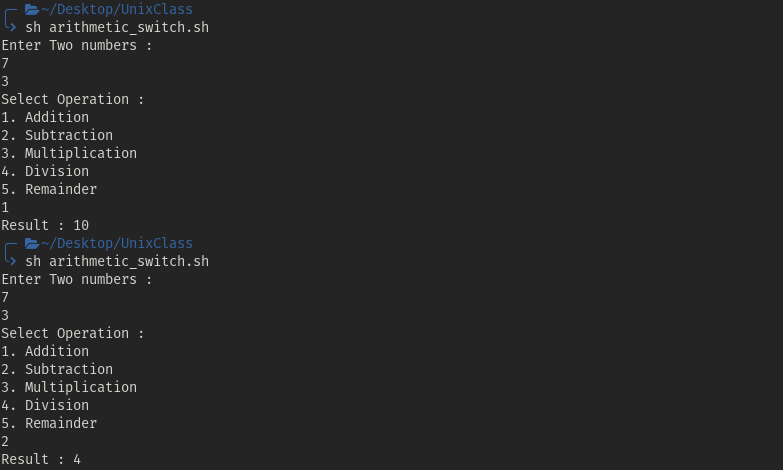 ~/Desktop/UnixClass
sh arithmetic_switch.sh
Enter Two numbers :
7
3
Select Operation :
1. Addition
2. Subtraction
3. Multiplication
4. Division
5. Remainder
1
Result : 10
~/Desktop/UnixClass
sh arithmetic_switch.sh
Enter Two numbers :
7
3
Select Operation :
1. Addition
2. Subtraction
3. Multiplication
4. Division
5. Remainder
2
Result : 4